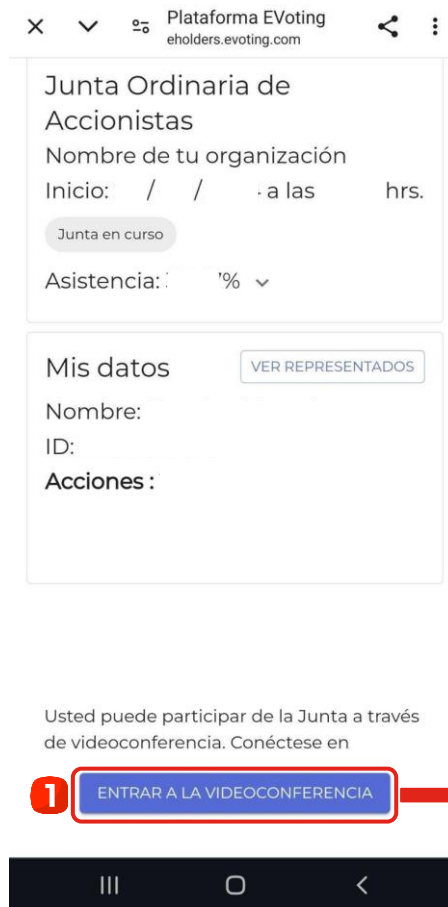 Plataforma EVoting
eholders.evoting.com
Junta Ordinaria de
Accionistas
Nombre de tu organización
Inicio: / / a las hrs.
Junta en curso
Asistencia: %
Mis datos
VER REPRESENTADOS
Nombre:
ID:
Acciones :
Usted puede participar de la Junta a través
de videoconferencia. Conéctese en
1 ENTRAR A LA VIDEOCONFERENCIA